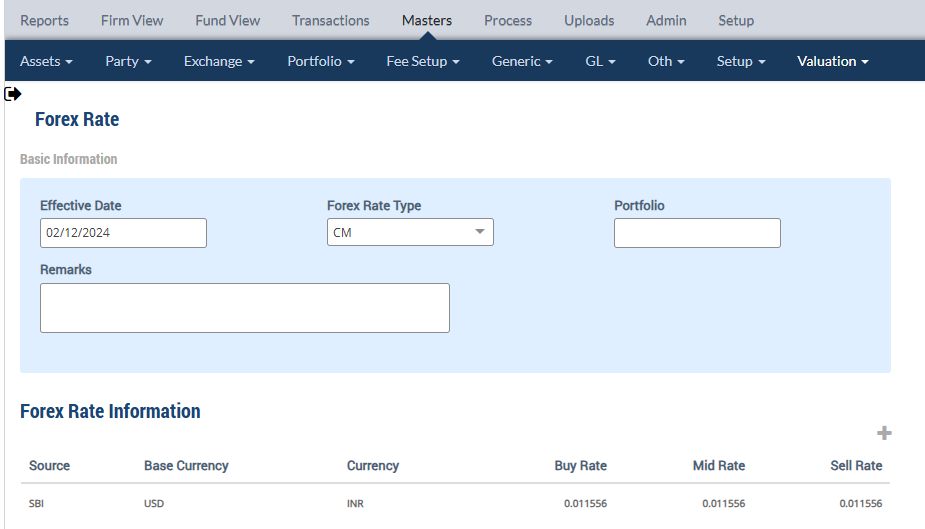 Reports Firm View Fund View Transactions Masters Process Uploads Admin Setup
Assets Party Exchange Portfolio Fee Setup Generic GL Oth Setup Valuation
Forex Rate
Basic Information
Effective Date Forex Rate Type Portfolio
02/12/2024 CM
Remarks
Forex Rate Information
Source Base Currency Currency Buy Rate Mid Rate Sell Rate
SBI USD INR 0.011556 0.011556 0.011556